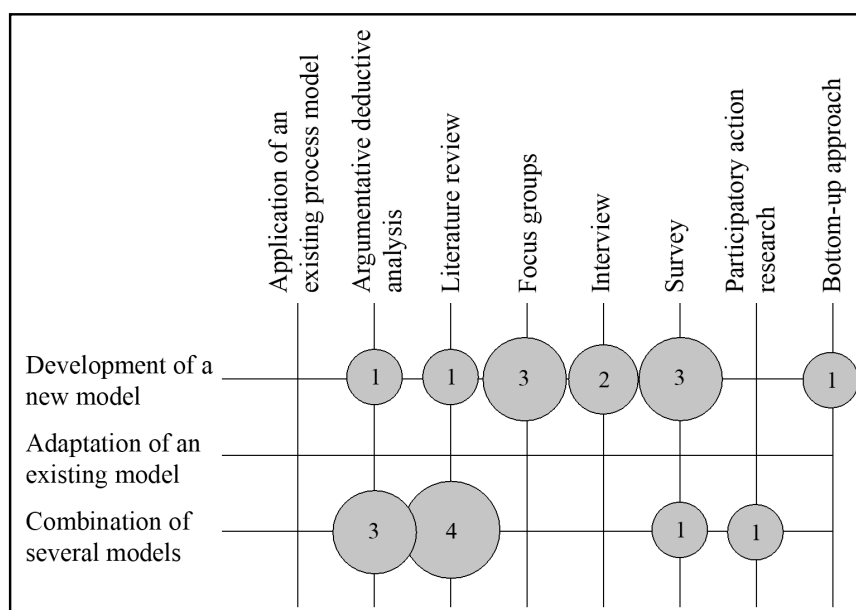 Application of an
existing process model
Argumentative deductive
analysis
Literature review
Focus groups
Interview
Survey
Participatory action
research
Bottom-up approach
Development of a
new model
1
1
3
2
3
1
Adaptation of an
existing model
Combination of
several models
3
4
1
1